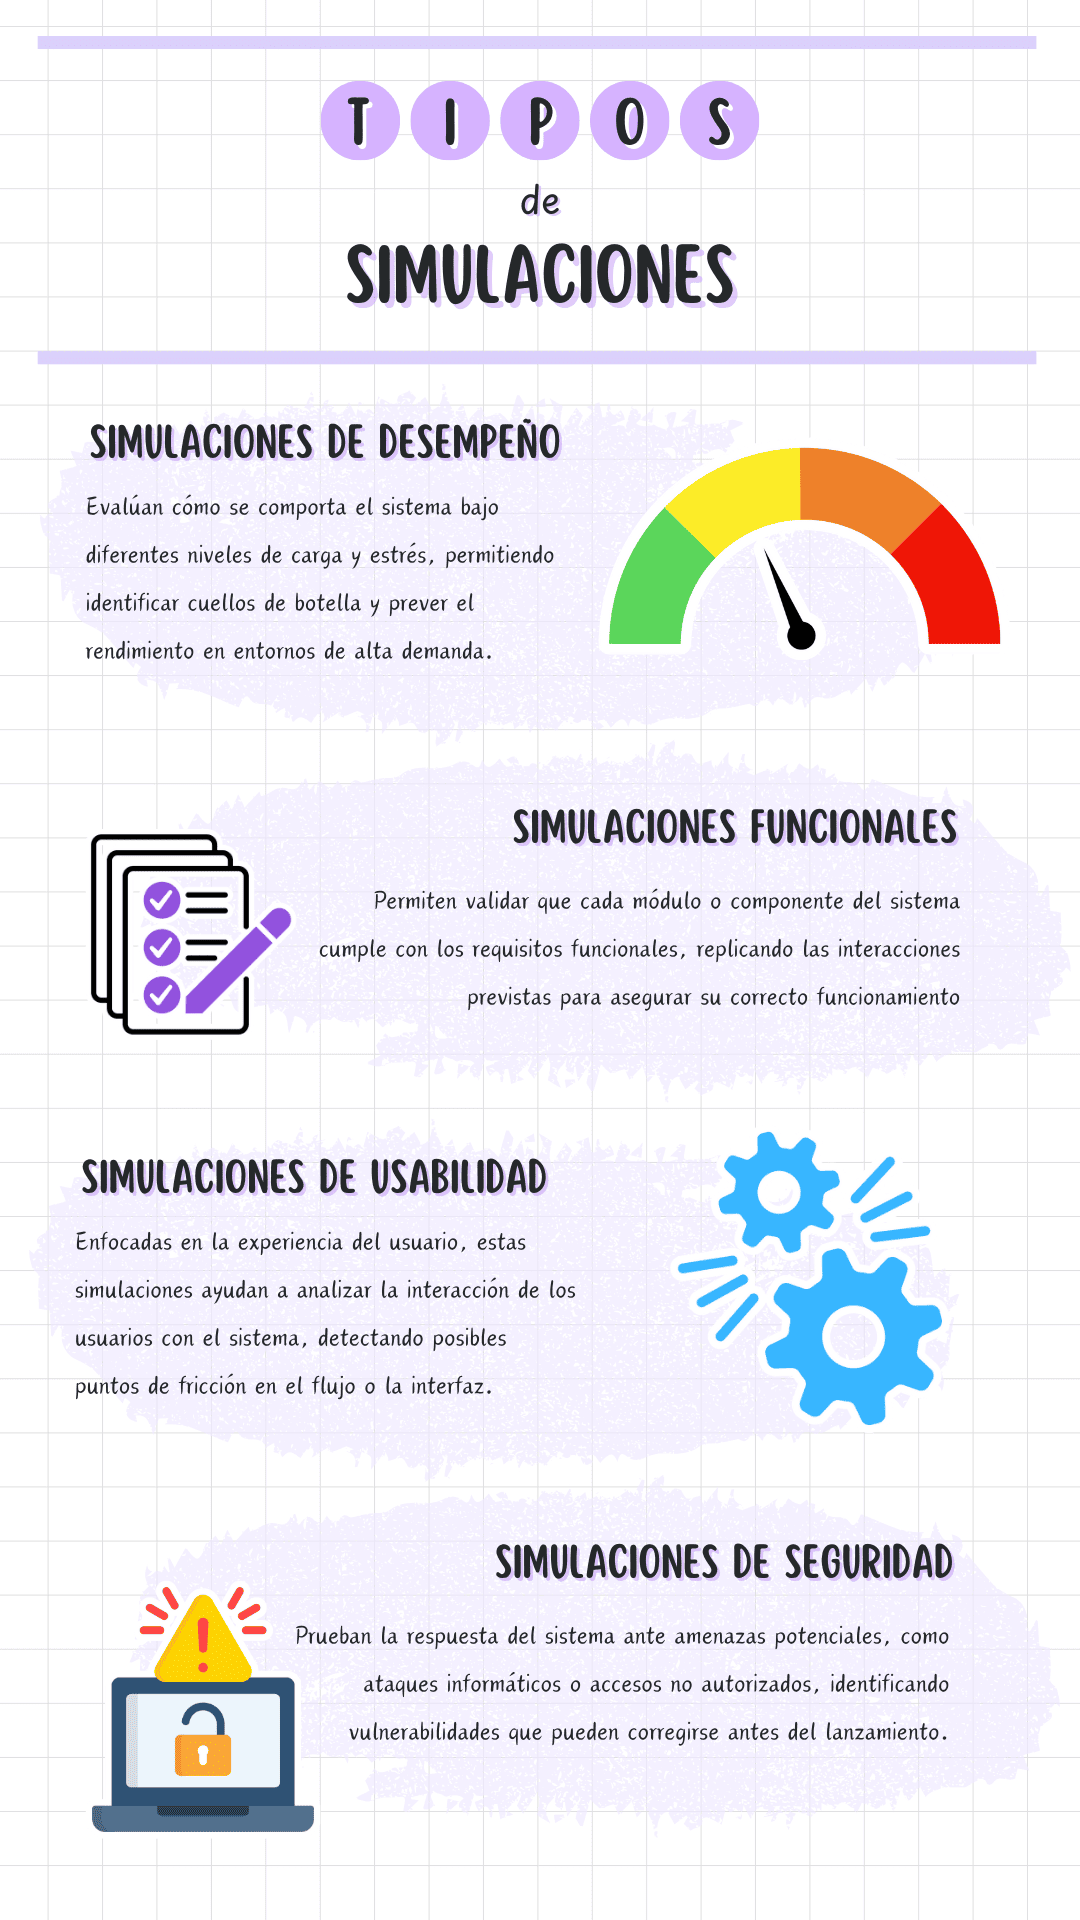 TIPOS
de
SIMULACIONES
SIMULACIONES DE DESEMPEÑO
Evalúan cómo se comporta el sistema bajo
diferentes niveles de carga y estrés, permitiendo
identificar cuellos de botella y prever el
rendimiento en entornos de alta demanda.
SIMULACIONES FUNCIONALES
Permiten validar que cada módulo o componente del sistema
cumple con los requisitos funcionales, replicando las interacciones
previstas para asegurar su correcto funcionamiento
SIMULACIONES DE USABILIDAD
Enfocadas en la experiencia del usuario, estas
simulaciones ayudan a analizar la interacción de los
usuarios con el sistema, detectando posibles
puntos de fricción en el flujo o la interfaz.
SIMULACIONES DE SEGURIDAD
Prueban la respuesta del sistema ante amenazas potenciales, como
ataques informáticos o accesos no autorizados, identificando
vulnerabilidades que pueden corregirse antes del lanzamiento.